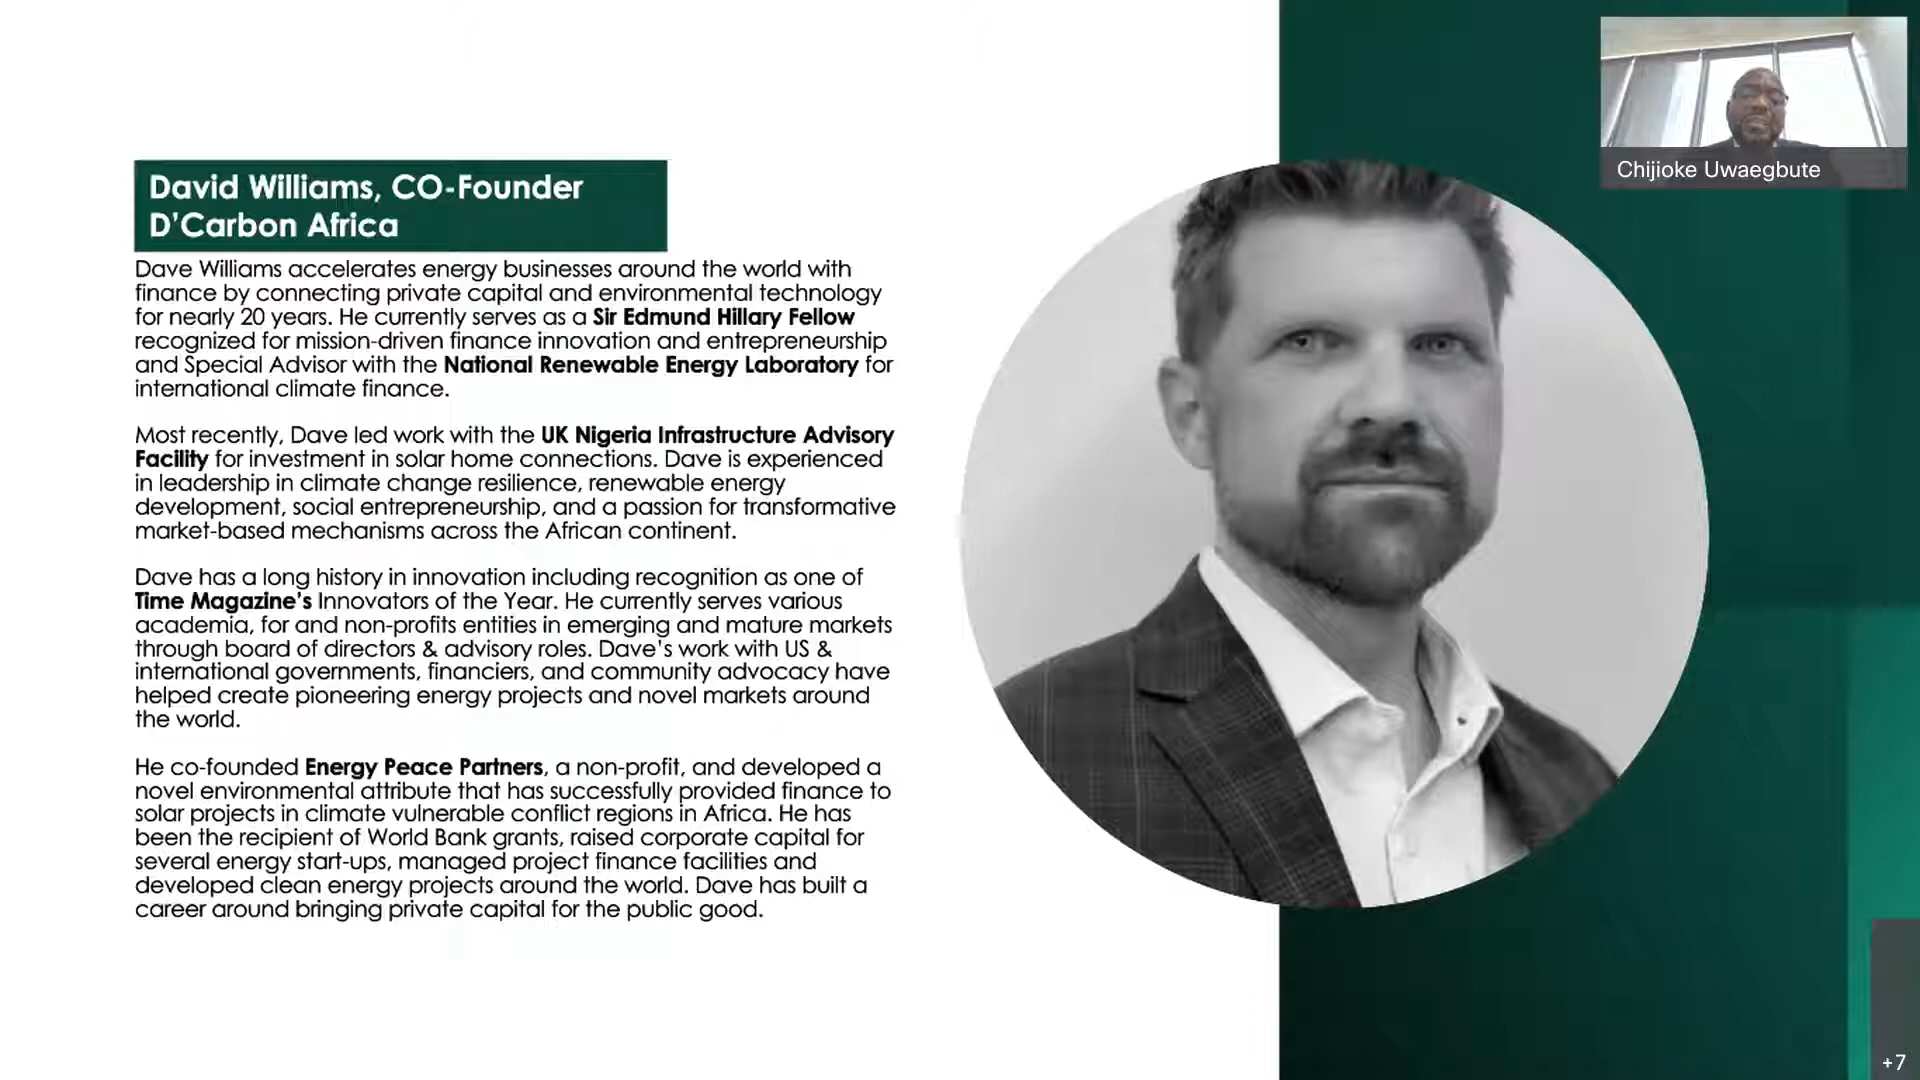 David Williams, CO-Founder
D'Carbon Africa
Dave Williams accelerates energy businesses around the world with
finance by connecting private capital and environmental technology
for nearly 20 years. He currently serves as a Sir Edmund Hillary Fellow
recognized for mission-driven finance innovation and entrepreneurship
and Special Advisor with the National Renewable Energy Laboratory for
international climate finance.
Most recently, Dave led work with the UK Nigeria Infrastructure Advisory
Facility for investment in solar home connections. Dave is experienced
in leadership in climate change resilience, renewable energy
development, social entrepreneurship, and a passion for transformative
market-based mechanisms across the African continent.
Dave has a long history in innovation including recognition as one of
Time Magazine's Innovators of the Year. He currently serves various
academia, for and non-profits entities in emerging and mature markets
through board of directors & advisory roles. Dave's work with US &
international governments, financiers, and community advocacy have
helped create pioneering energy projects and novel markets around
the world.
He co-founded Energy Peace Partners, a non-profit, and developed a
novel environmental attribute that has successfully provided finance to
solar projects in climate vulnerable conflict regions in Africa. He has
been the recipient of World Bank grants, raised corporate capital for
several energy start-ups, managed project finance facilities and
developed clean energy projects around the world. Dave has built a
career around bringing private capital for the public good.
Chijioke Uwaegbute
+7